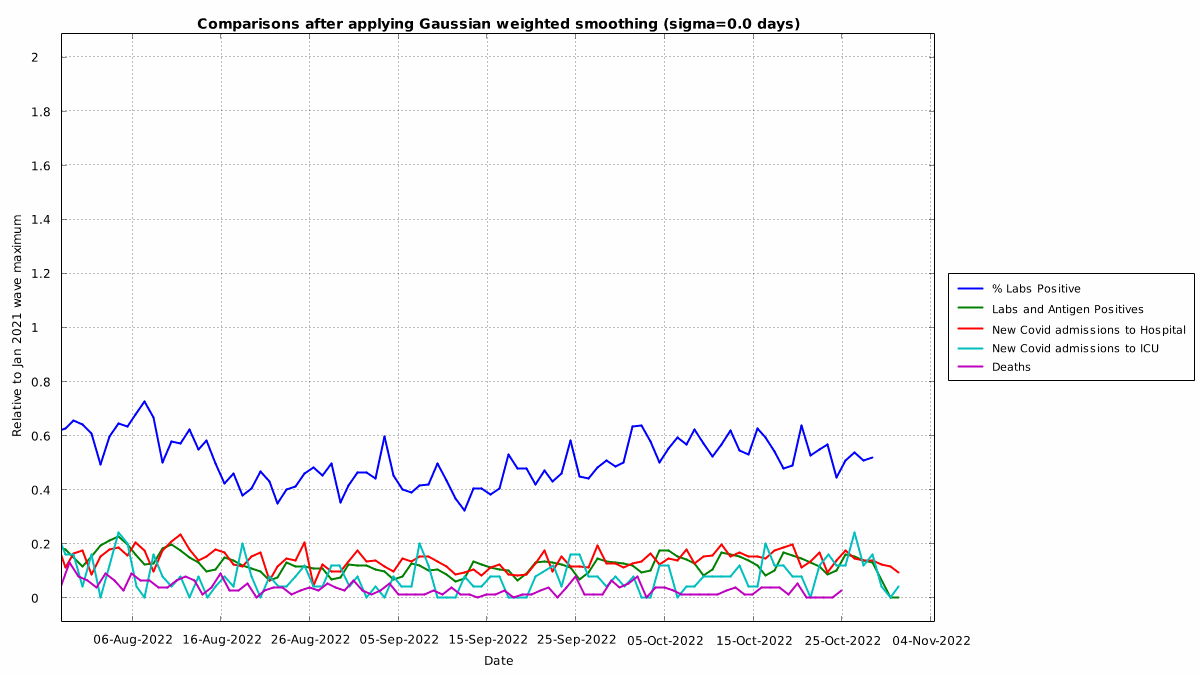 Comparisons after applying Gaussian weighted smoothing (sigma=0.0 days)
Relative to Jan 2021 wave maximum
2
1.8
1.6
1.4
1.2
1
0.8
0.6
0.4
0.2
0
06-Aug-2022 16-Aug-2022 26-Aug-2022 05-Sep-2022 15-Sep-2022 25-Sep-2022 05-Oct-2022 15-Oct-2022 25-Oct-2022 04-Nov-2022
Date
% Labs Positive
Labs and Antigen Positives
New Covid admissions to Hospital
New Covid admissions to ICU
Deaths